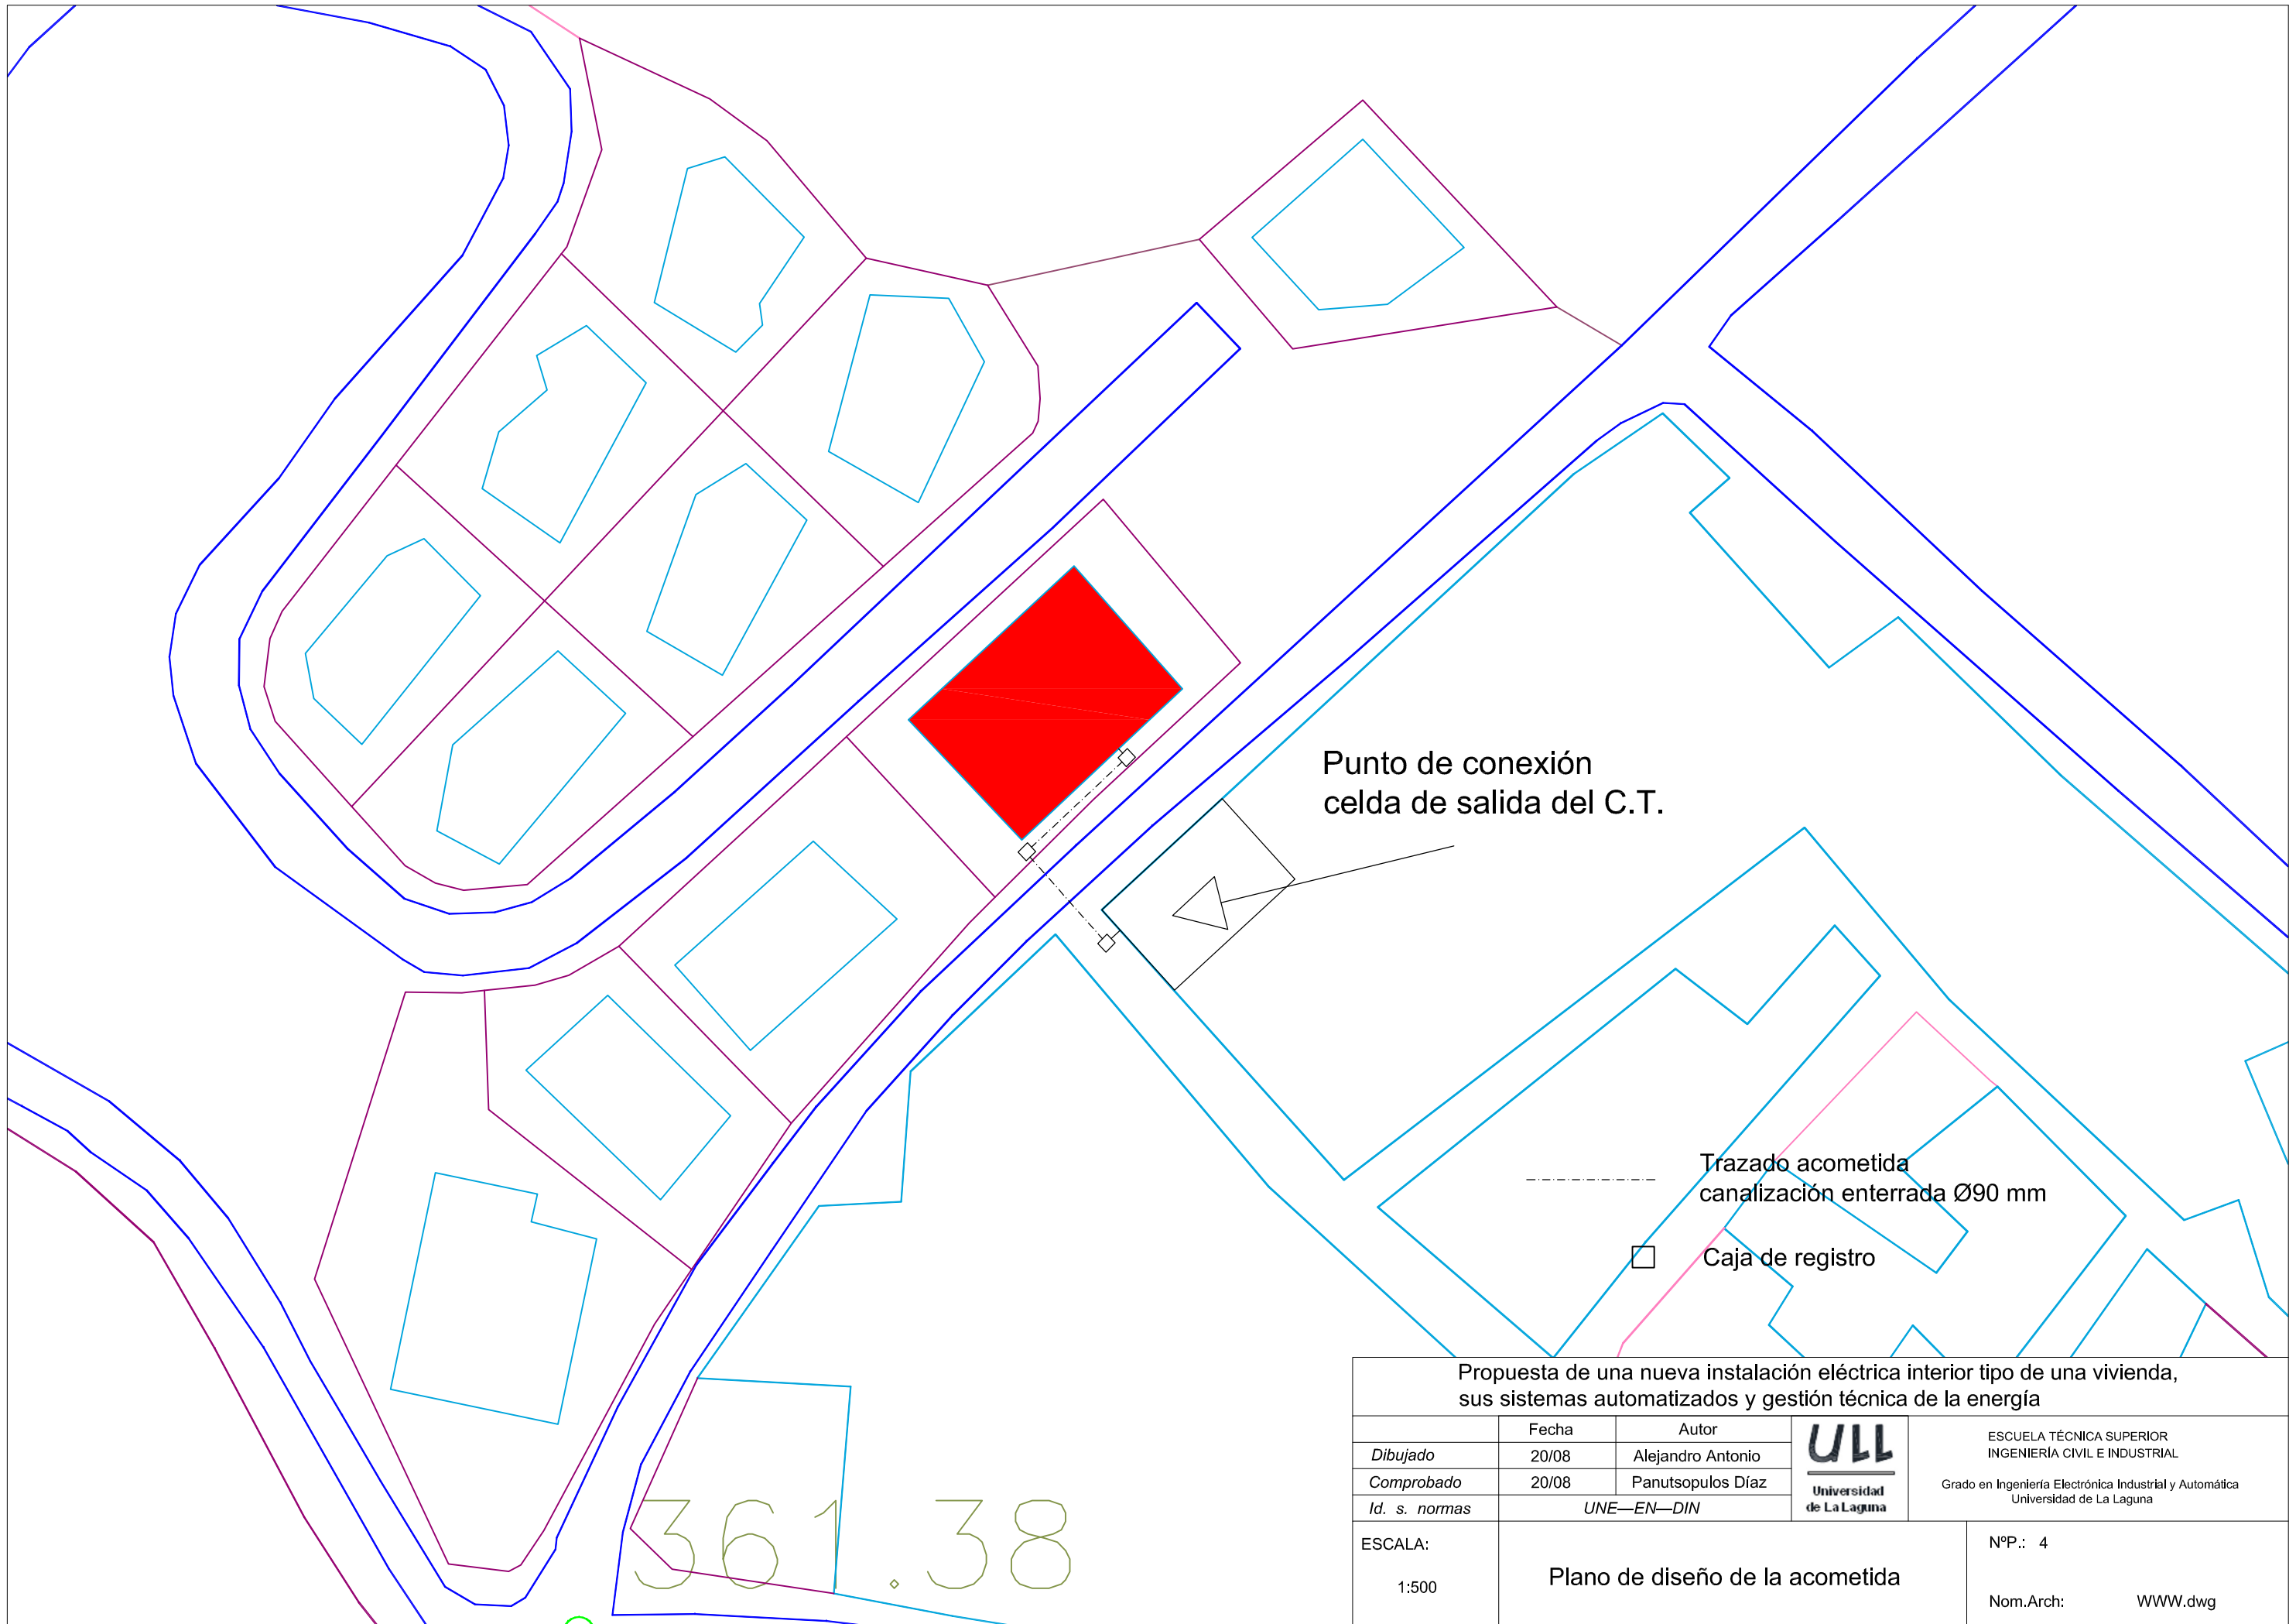 Punto de conexión
celda de salida del C.T.
Trazado acometida
canalización enterrada Ø90 mm
Caja de registro
361.38
Propuesta de una nueva instalación eléctrica interior tipo de una vivienda,
sus sistemas automatizados y gestión técnica de la energía
Fecha Autor
Dibujado 20/08 Alejandro Antonio
Comprobado 20/08 Panutsopulos Díaz
Id. s. normas UNE—EN—DIN
ULL
Universidad
de La Laguna
ESCUELA TÉCNICA SUPERIOR
INGENIERÍA CIVIL E INDUSTRIAL
Grado en Ingeniería Electrónica Industrial y Automática
Universidad de La Laguna
ESCALA:
1:500
Plano de diseño de la acometida
NºP.: 4
Nom.Arch: WWW.dwg